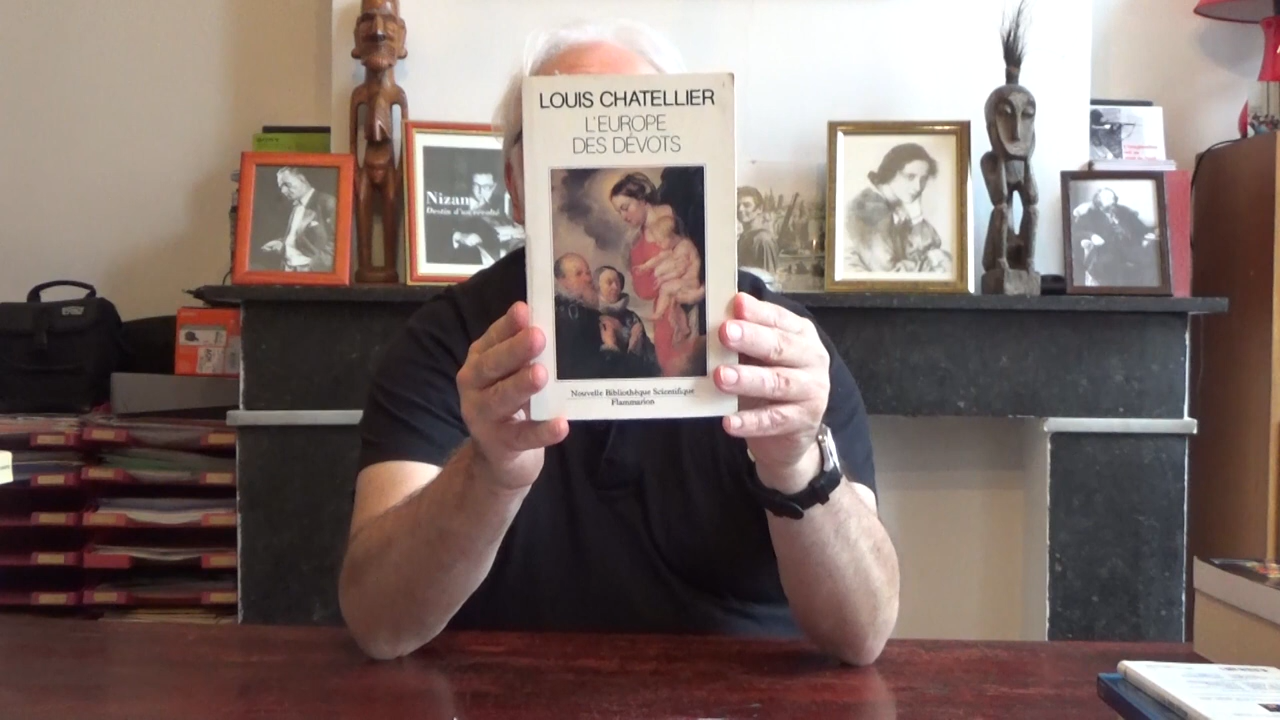 LOUIS CHATELLIER
L'EUROPE
DES DÉVOTS
Nouvelle Bibliothèque Scientifique
Flammarion
Nizan
Destin d'un révolté